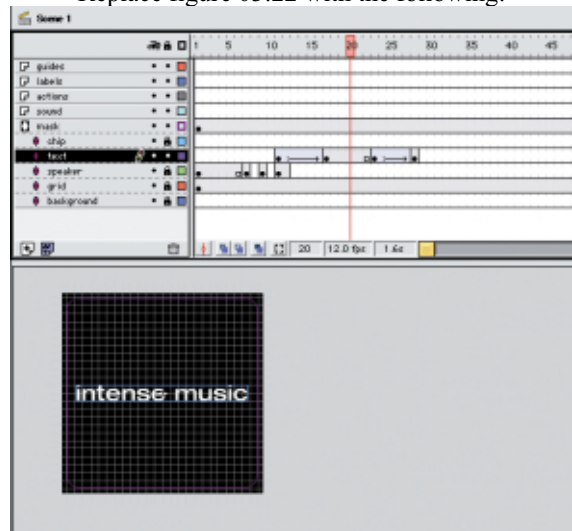 Replace figure 03.22 with the following:
Scene 1
1 5 10 15 20 25 30 35 40 45
guides
labels
actions
sound
mask
chip
text
speaker
grid
background
20 12.0 fps 1.6s
intense music